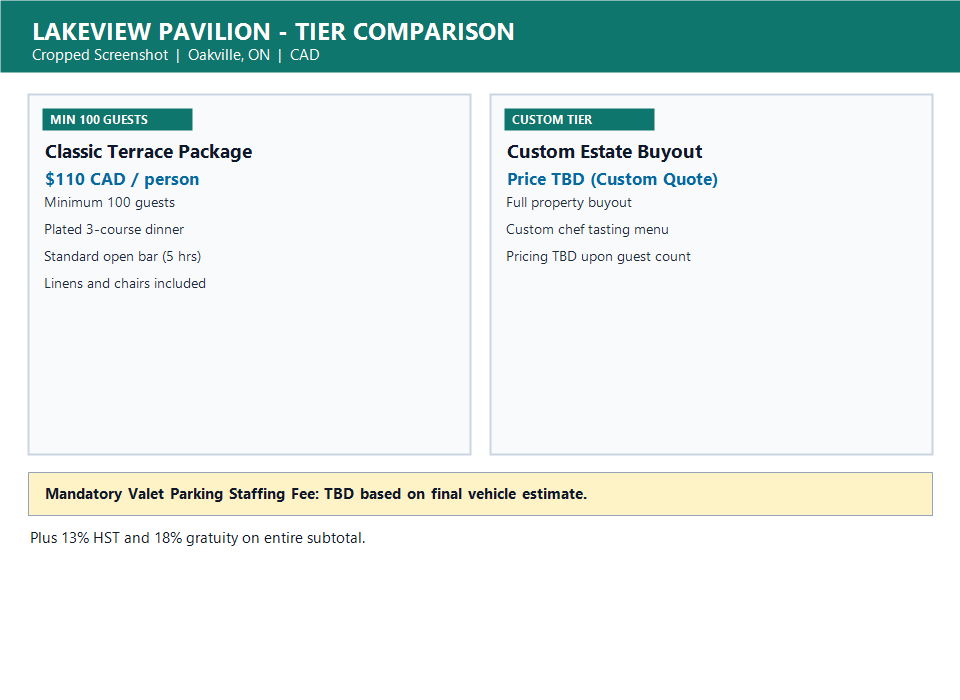 LAKEVIEW PAVILION - TIER COMPARISON
Cropped Screenshot | Oakville, ON | CAD
MIN 100 GUESTS
Classic Terrace Package
$110 CAD / person
Minimum 100 guests
Plated 3-course dinner
Standard open bar (5 hrs)
Linens and chairs included
CUSTOM TIER
Custom Estate Buyout
Price TBD (Custom Quote)
Full property buyout
Custom chef tasting menu
Pricing TBD upon guest count
Mandatory Valet Parking Staffing Fee: TBD based on final vehicle estimate.
Plus 13% HST and 18% gratuity on entire subtotal.